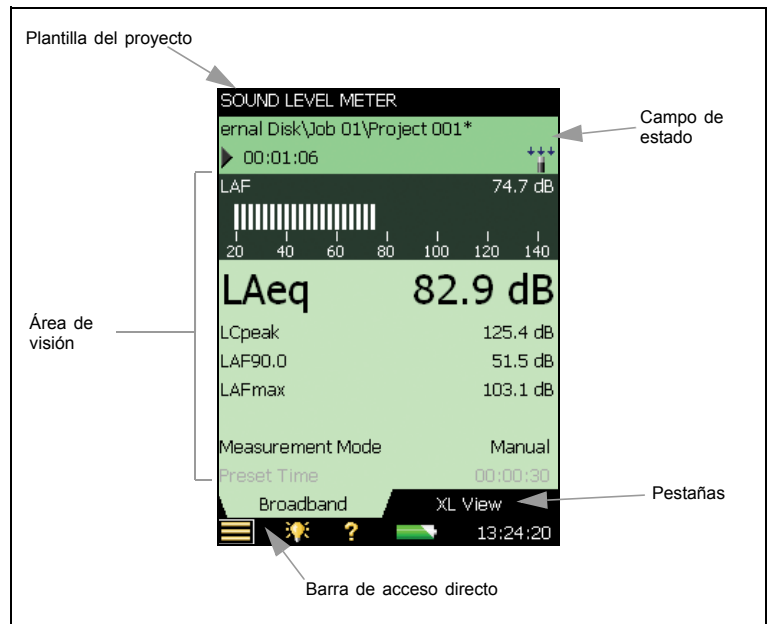 Plantilla del proyecto
SOUND LEVEL METER
ernal Disk\Job 01\Project 001*
Campo de
estado
00:01:06
LAF 74.7 dB
20 40 60 80 100 120 140
LAeq 82.9 dB
Área de
visión
LCpeak 125.4 dB
LAF90.0 51.5 dB
LAFmax 103.1 dB
Measurement Mode Manual
Preset Time 00:00:30
Broadband XL View
Pestañas
? 13:24:20
Barra de acceso directo